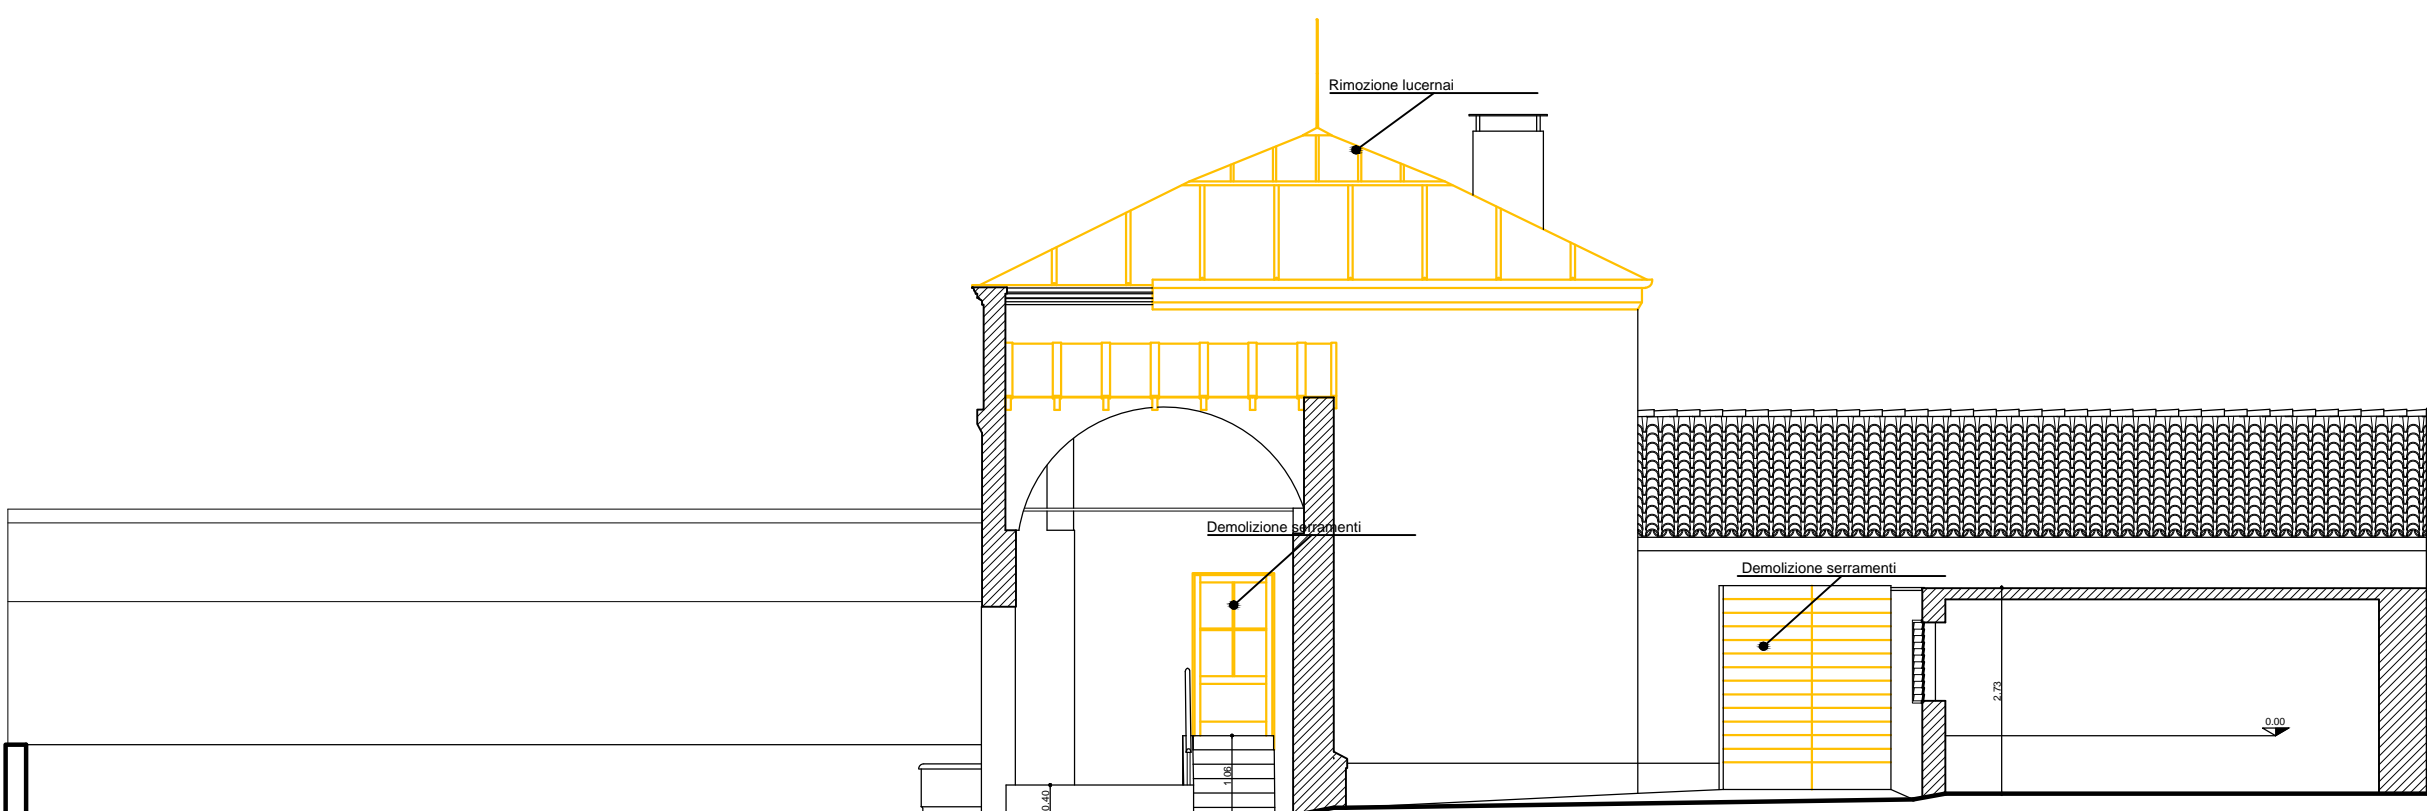 Rimozione lucernai
Demolizione serramenti
Demolizione serramenti
2.73
0.00
1.06
0.40